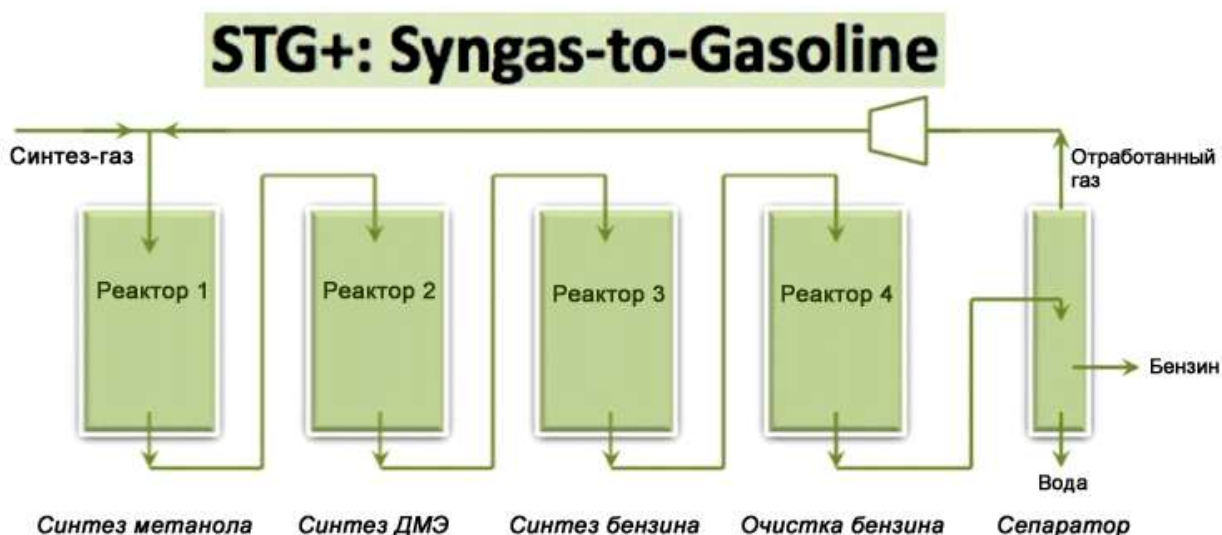 STG+: Syngas-to-Gasoline
Синтез-газ
Отработанный
газ
Реактор 1
Реактор 2
Реактор 3
Реактор 4
Бензин
Вода
Синтез метанола
Синтез ДМЭ
Синтез бензина
Очистка бензина
Сепаратор